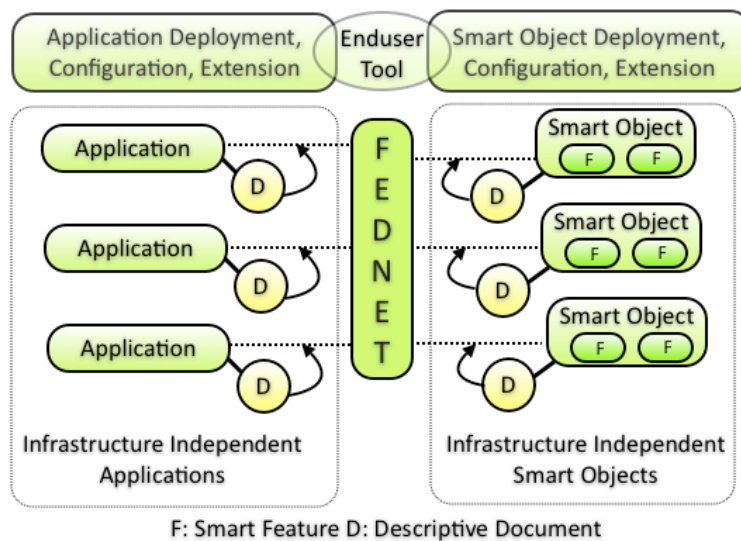 Application Deployment,
Configuration, Extension
Enduser
Tool
Smart Object Deployment,
Configuration, Extension
Application
D
Application
D
Application
D
Infrastructure Independent
Applications
F
E
D
N
E
T
Smart Object
F F
D
Smart Object
F F
D
Smart Object
F F
D
Infrastructure Independent
Smart Objects
F: Smart Feature D: Descriptive Document